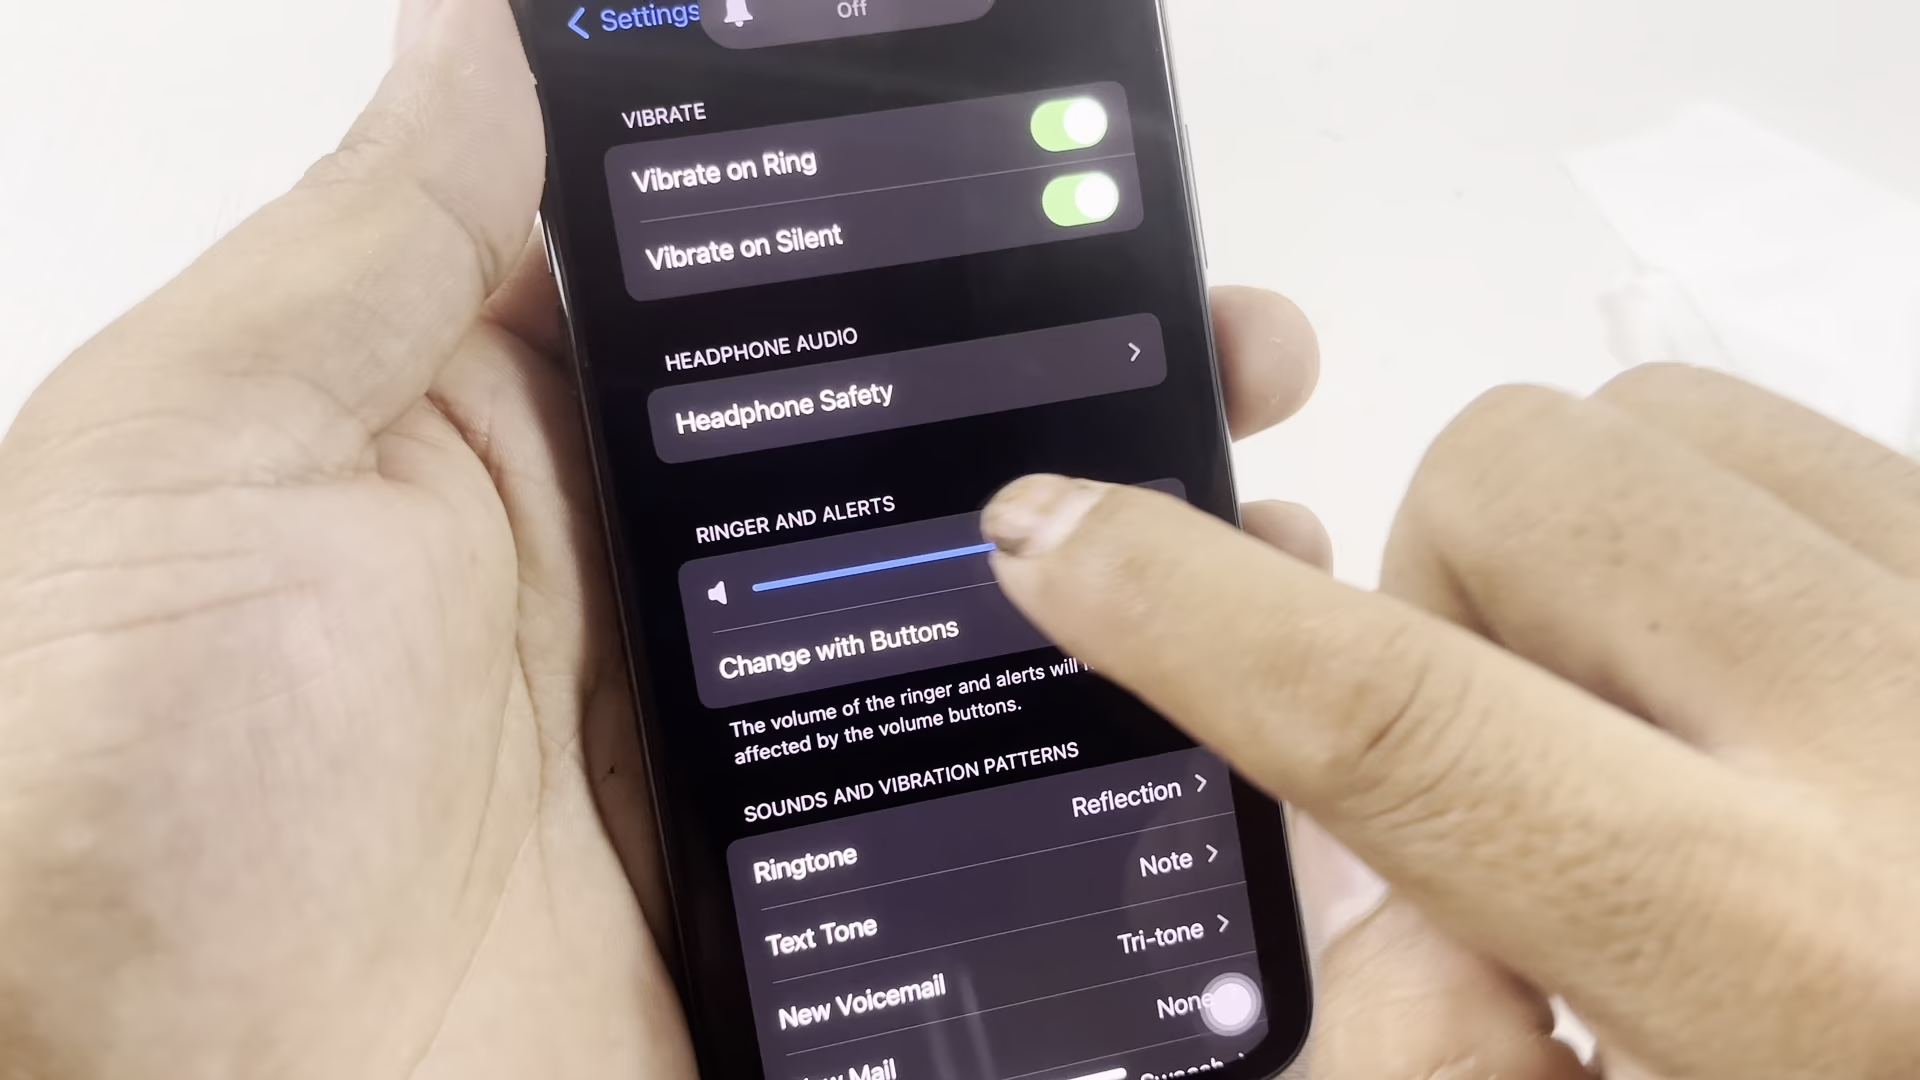 Settings
Off
VIBRATE
Vibrate on Ring
Vibrate on Silent
HEADPHONE AUDIO
Headphone Safety
RINGER AND ALERTS
Change with Buttons
The volume of the ringer and alerts will
affected by the volume buttons.
SOUNDS AND VIBRATION PATTERNS
Ringtone Reflection
Text Tone Note
New Voicemail Tri-tone
Mail None